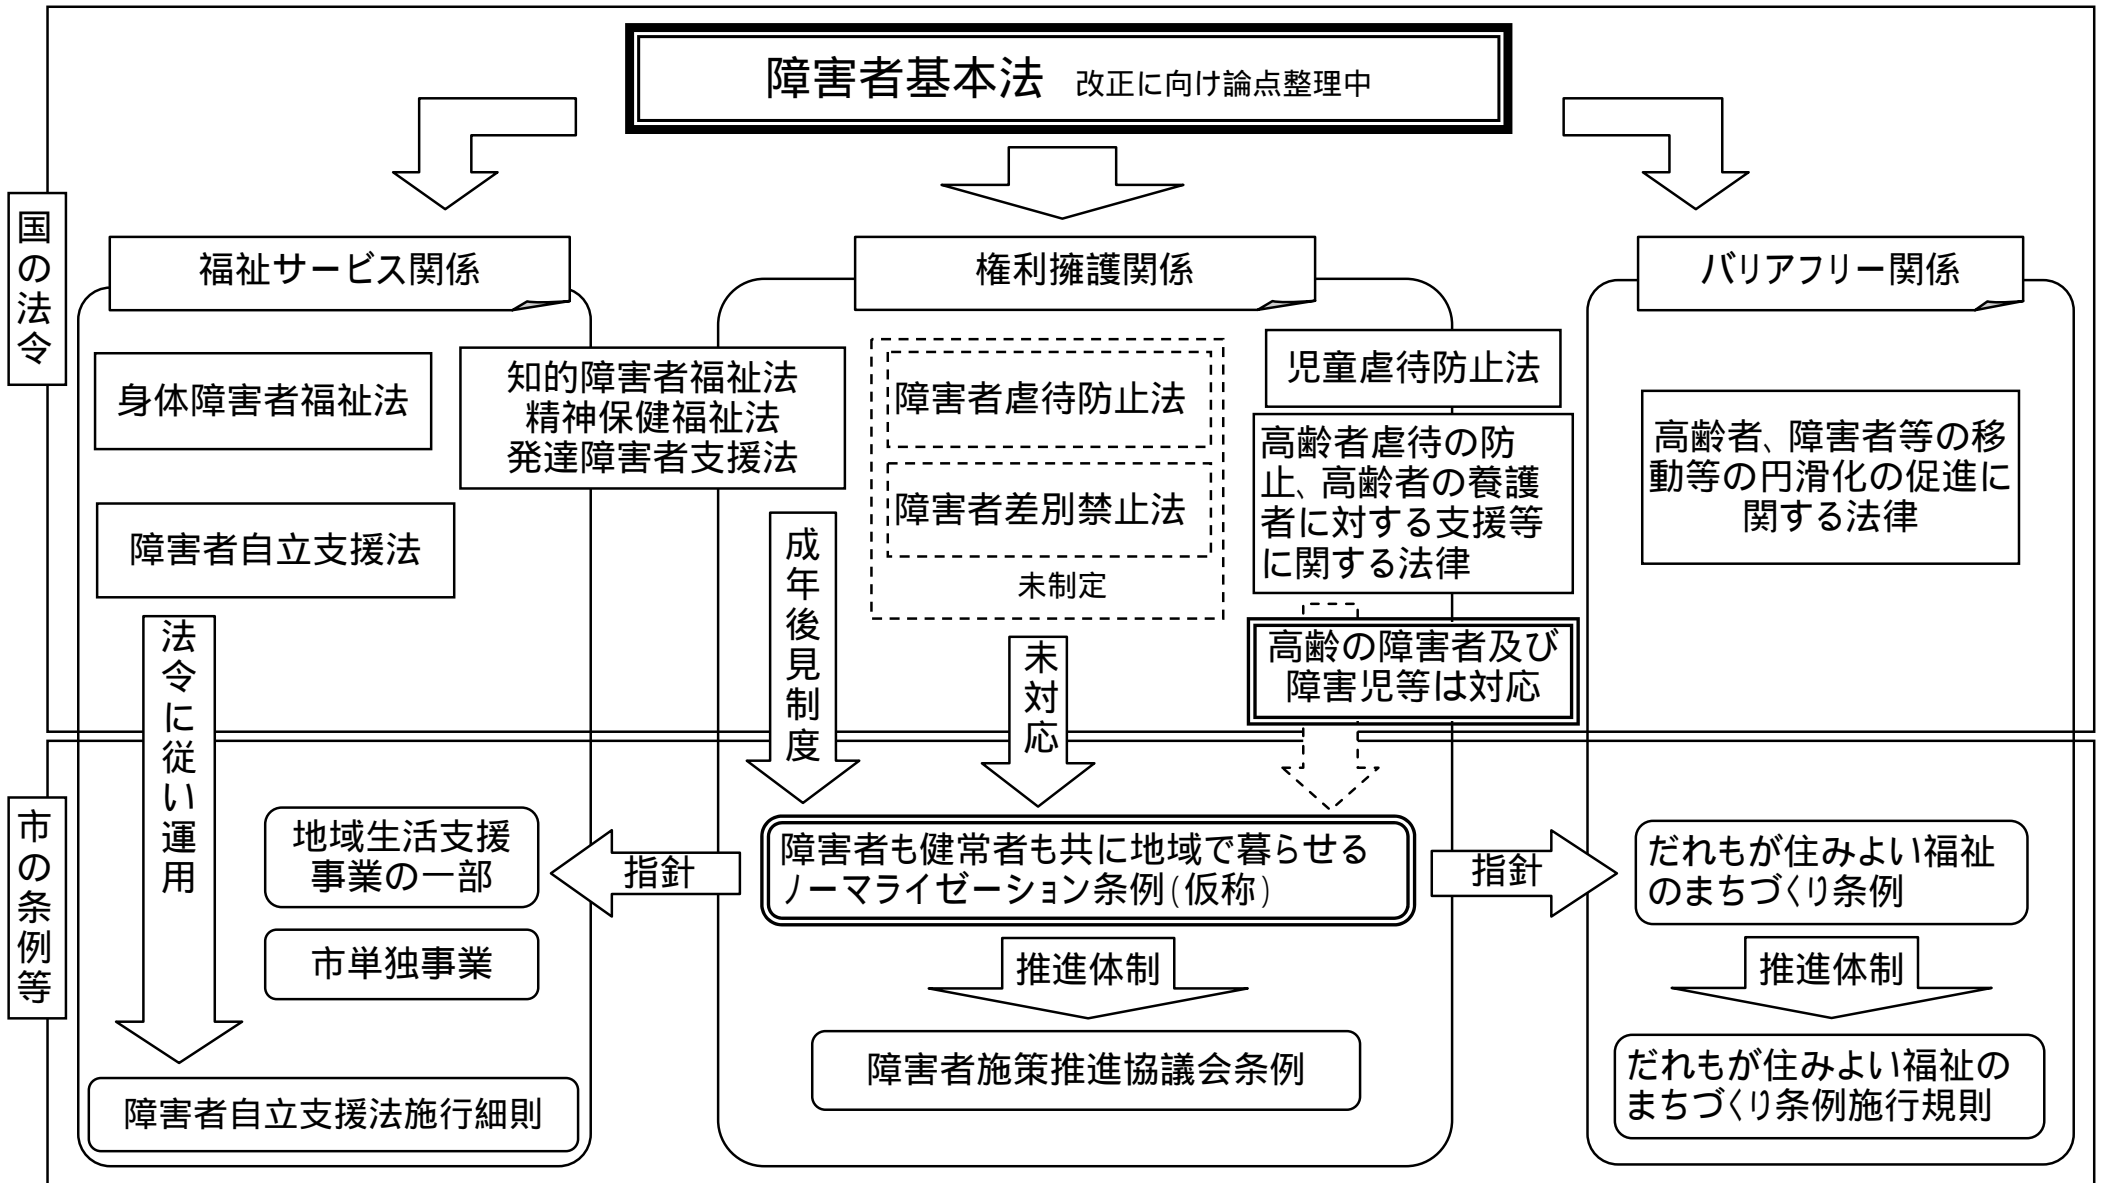 障害者基本法 改正に向け論点整理中
国の法令
福祉サービス関係
権利擁護関係
バリアフリー関係
身体障害者福祉法
知的障害者福祉法
精神保健福祉法
発達障害者支援法
障害者自立支援法
障害者虐待防止法
障害者差別禁止法
未制定
児童虐待防止法
高齢者虐待の防
止、高齢者の養護
者に対する支援等
に関する法律
高齢者、障害者等の移
動等の円滑化の促進に
関する法律
法令に従い運用
成年後見制度
未対応
高齢の障害者及び
障害児等は対応
市の条例等
地域生活支援
事業の一部
市単独事業
指針
障害者も健常者も共に地域で暮らせる
ノーマライゼーション条例(仮称)
指針
だれもが住みよい福祉
のまちづくり条例
推進体制
推進体制
障害者自立支援法施行細則
障害者施策推進協議会条例
だれもが住みよい福祉の
まちづくり条例施行規則